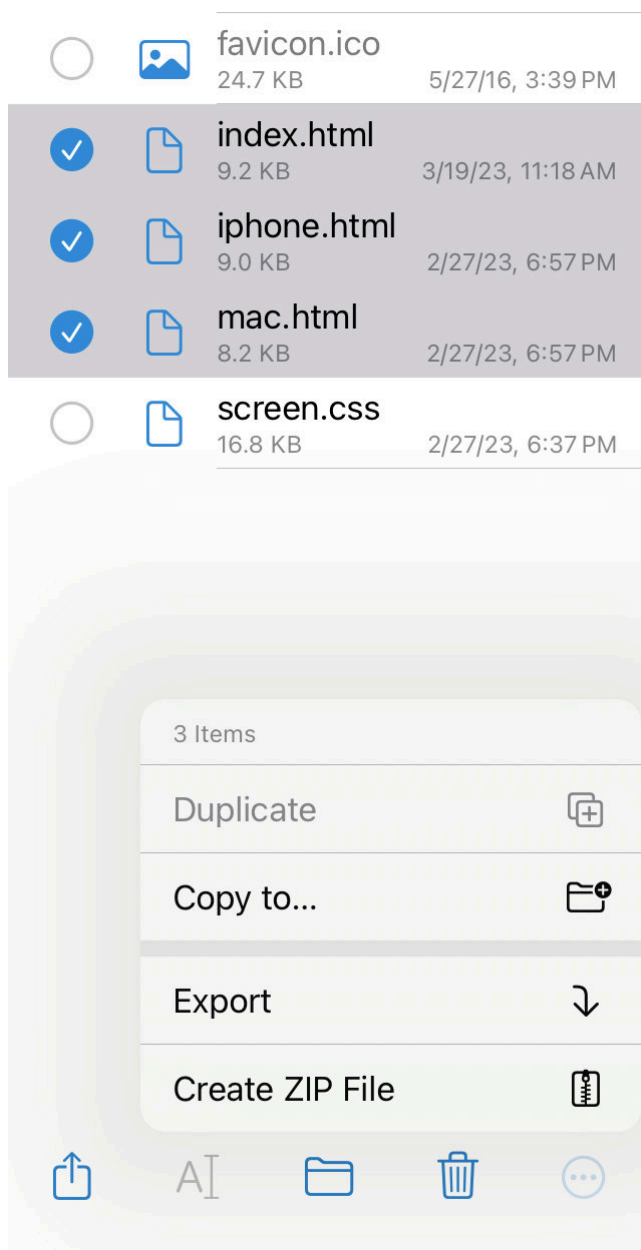 favicon.ico
24.7 KB 5/27/16, 3:39 PM
index.html
9.2 KB 3/19/23, 11:18 AM
iphone.html
9.0 KB 2/27/23, 6:57 PM
mac.html
8.2 KB 2/27/23, 6:57 PM
screen.css
16.8 KB 2/27/23, 6:37 PM
3 Items
Duplicate
Copy to...
Export
Create ZIP File
A